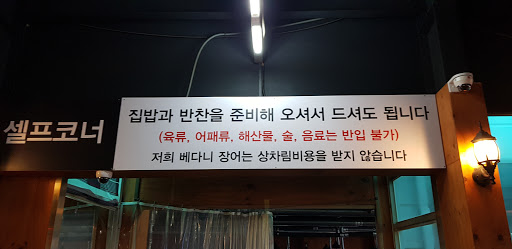 집밥과 반찬을 준비해 오셔서 드셔도 됩니다
(육류, 어패류, 해산물, 술, 음료는 반입 불가)
저희 베다니 장어는 상차림비용을 받지 않습니다
셀프코너